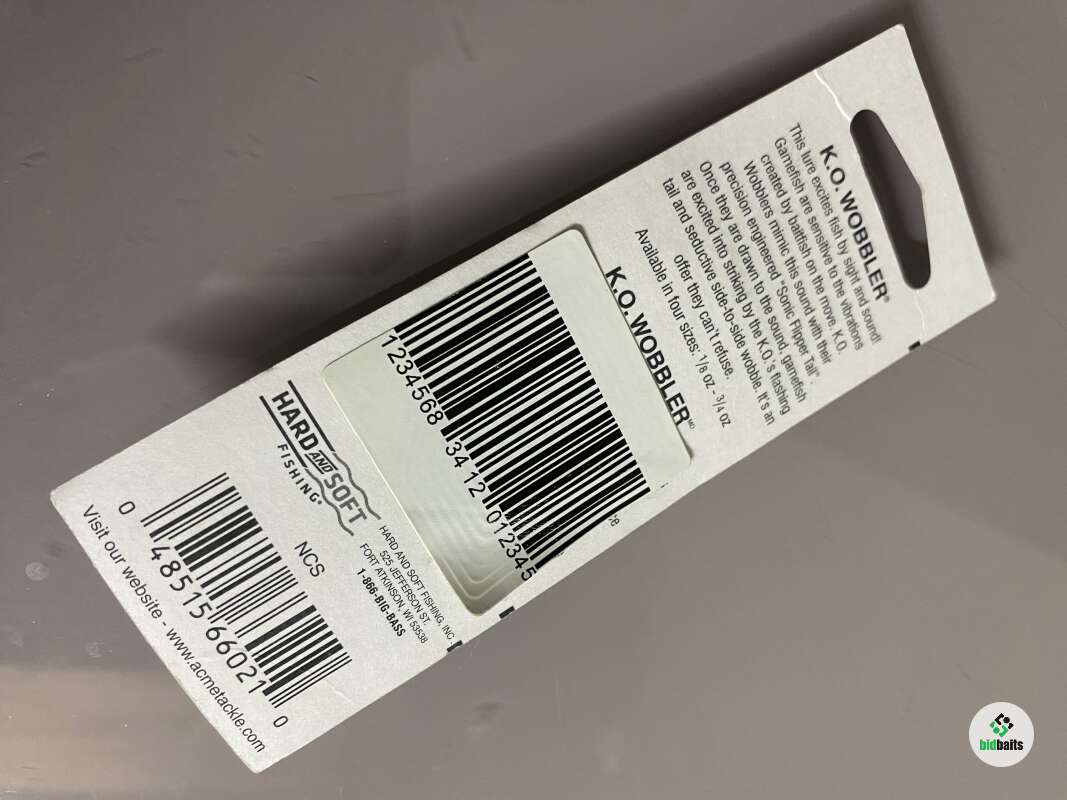 K.O. WOBBLER®
This lure excites fish by sight and sound!
Gamefish are sensitive to the vibrations
created by baitfish on the move. K.O.
Wobblers mimic this sound with their
precision engineered "Sonic Flipper Tail".
Once they are drawn to the sound, gamefish
are excited into striking by the K.O.'s flashing
tail and seductive side-to-side wobble. It's an
offer they can't refuse.
Available in four sizes: 1/8 oz - 3/4 oz
K.O. WOBBLER MD
1234568 34 12 012345
HARD AND SOFT
FISHING®
HARD AND SOFT FISHING, INC
525 JEFFERSON ST.
FORT ATKINSON, WI 53538
1-866-BIG-BASS
NCS
0 48515 66021 0
Visit our website - www.acmetackle.com
bidbaits